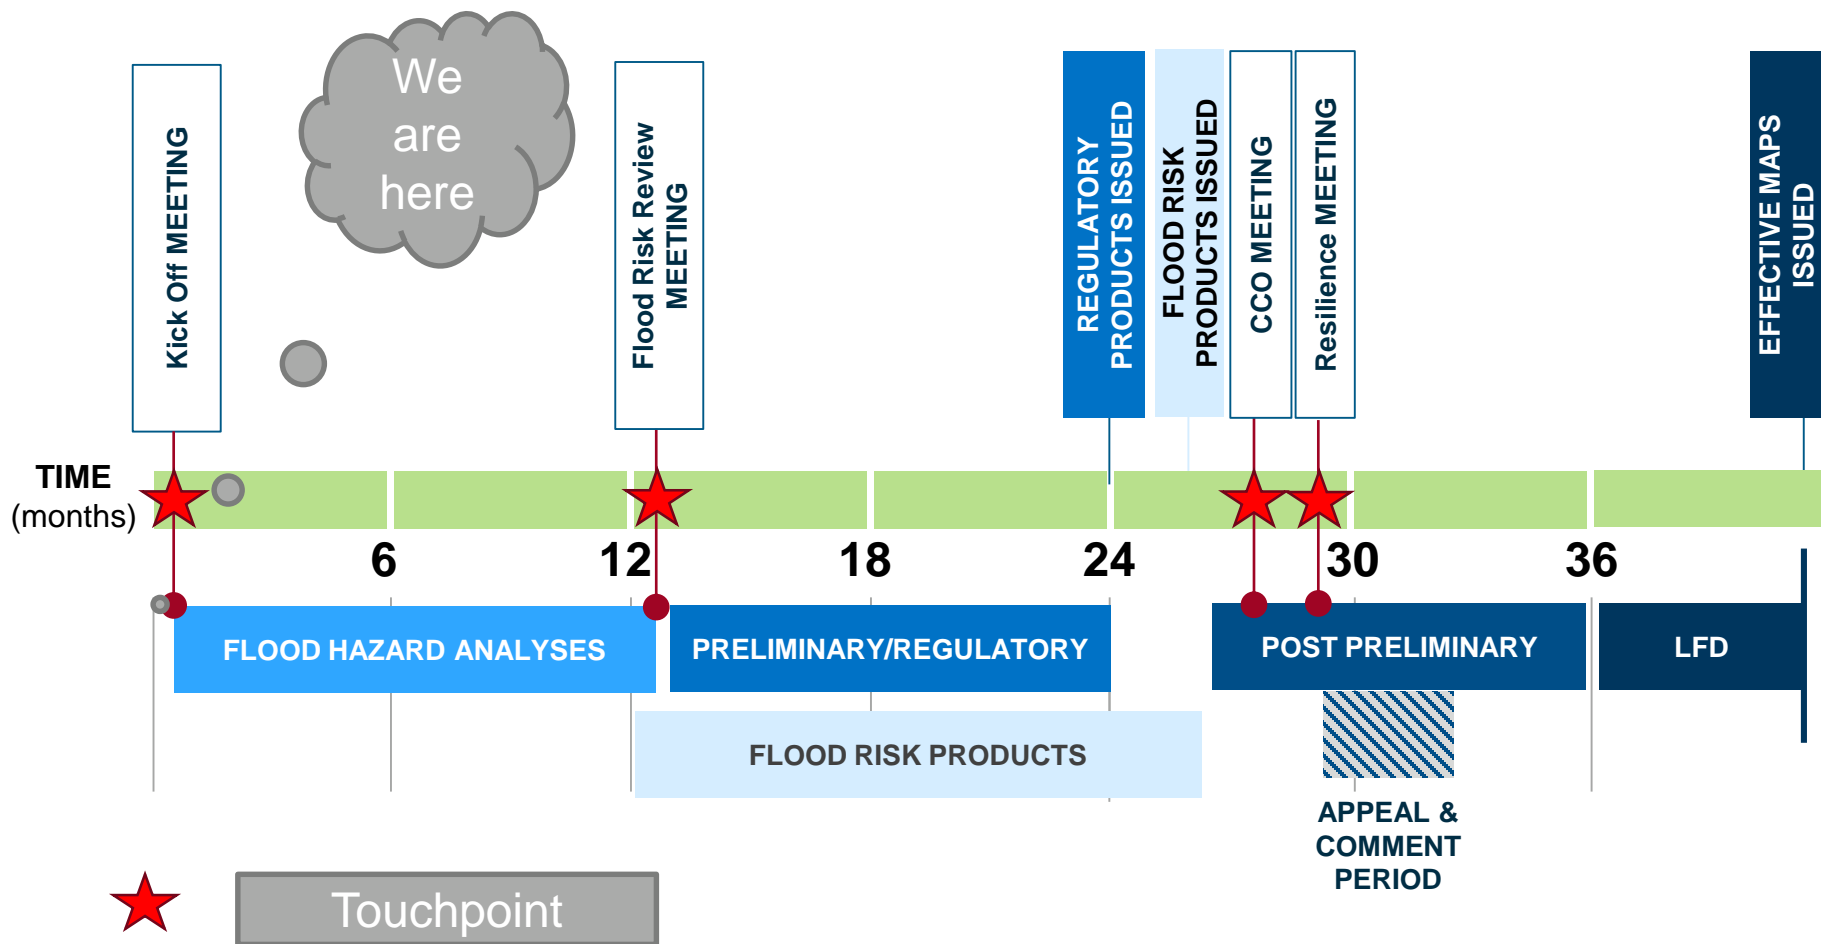 We
are
here
Kick Off MEETING
Flood Risk Review
MEETING
REGULATORY
PRODUCTS ISSUED
FLOOD RISK
PRODUCTS ISSUED
CCO MEETING
Resilience MEETING
EFFECTIVE MAPS
ISSUED
TIME
(months)
6
12
18
24
30
36
FLOOD HAZARD ANALYSES
PRELIMINARY/REGULATORY
POST PRELIMINARY
LFD
FLOOD RISK PRODUCTS
APPEAL &
COMMENT
PERIOD
Touchpoint